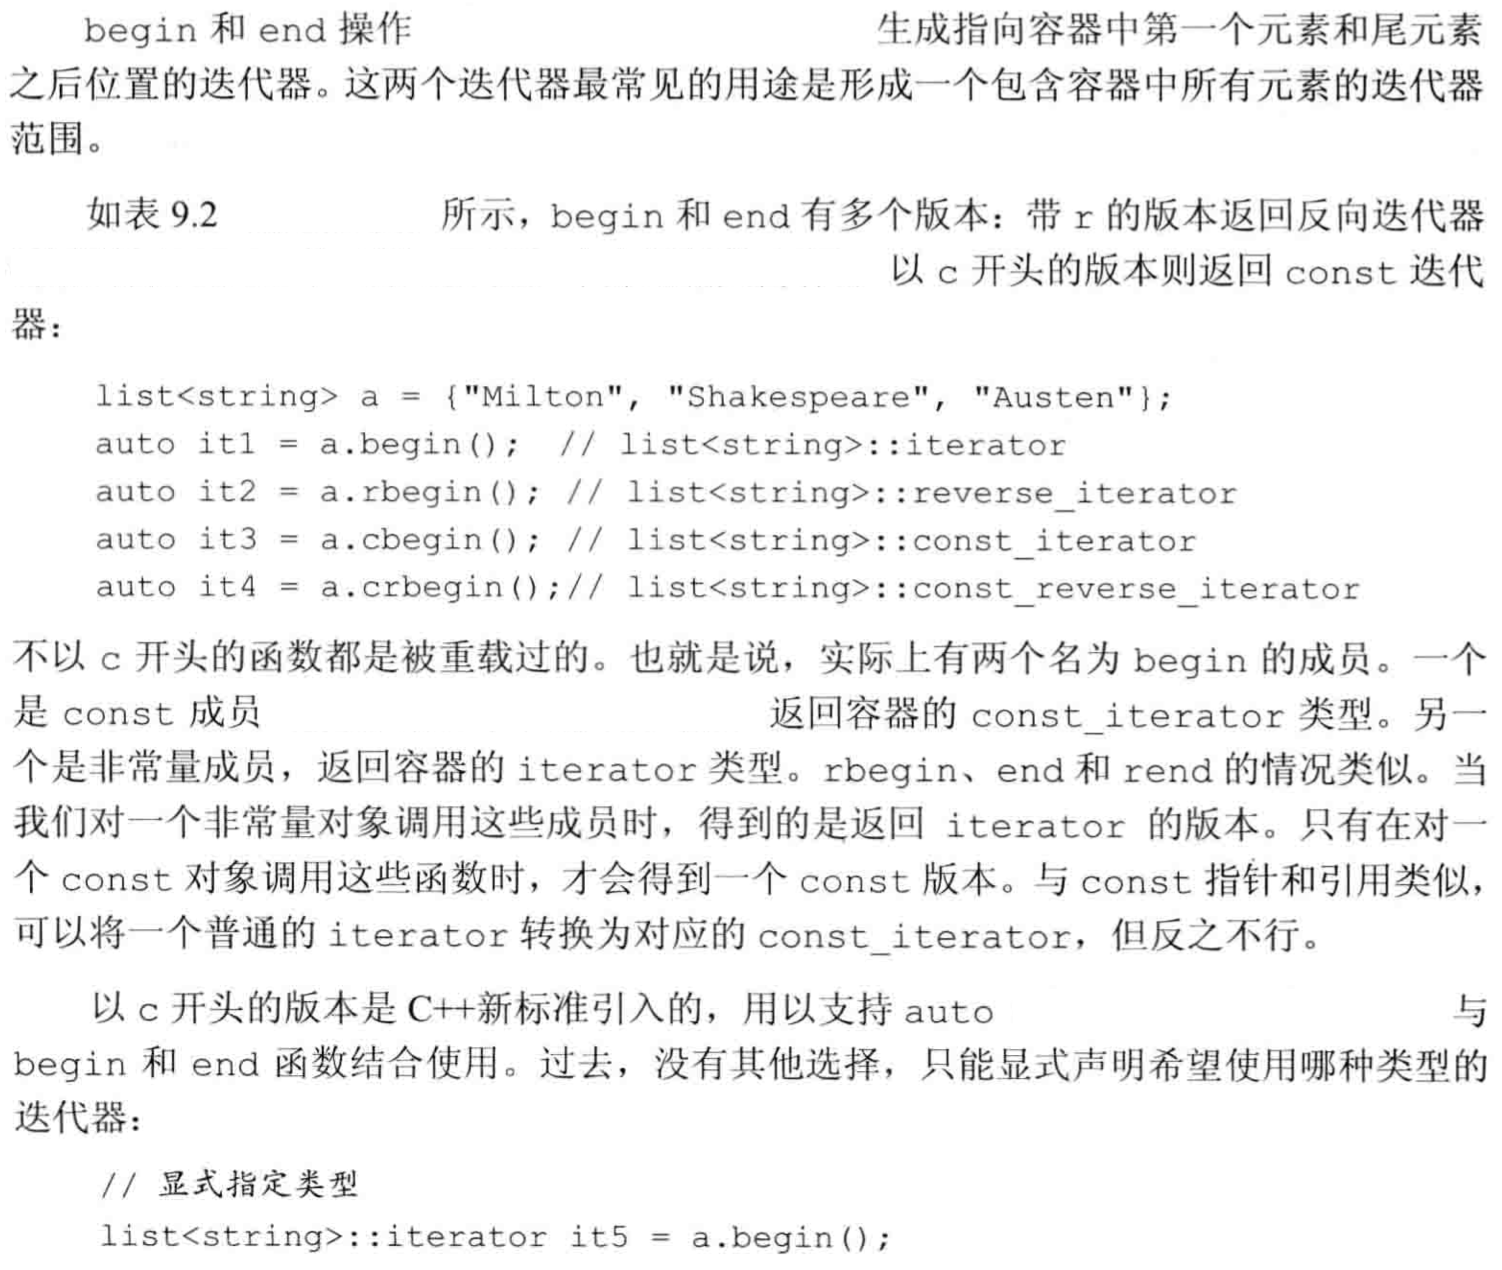 begin 和 end 操作 生成指向容器中第一个元素和尾元素
之后位置的迭代器。这两个迭代器最常见的用途是形成一个包含容器中所有元素的迭代器
范围。
如表 9.2 所示，begin 和 end 有多个版本：带 r 的版本返回反向迭代器
以 c 开头的版本则返回 const 迭代
器：
list<string> a = {"Milton", "Shakespeare", "Austen"};
auto it1 = a.begin();  // list<string>::iterator
auto it2 = a.rbegin(); // list<string>::reverse_iterator
auto it3 = a.cbegin(); // list<string>::const_iterator
auto it4 = a.crbegin();// list<string>::const_reverse_iterator
不以 c 开头的函数都是被重载过的。也就是说，实际上有两个名为 begin 的成员。一个
是 const 成员 返回容器的 const_iterator 类型。另一
个是非常量成员，返回容器的 iterator 类型。rbegin、end 和 rend 的情况类似。当
我们对一个非常量对象调用这些成员时，得到的是返回 iterator 的版本。只有在对一
个 const 对象调用这些函数时，才会得到一个 const 版本。与 const 指针和引用类似，
可以将一个普通的 iterator 转换为对应的 const_iterator，但反之不行。
以 c 开头的版本是 C++新标准引入的，用以支持 auto 与
begin 和 end 函数结合使用。过去，没有其他选择，只能显式声明希望使用哪种类型的
迭代器：
// 显式指定类型
list<string>::iterator it5 = a.begin();